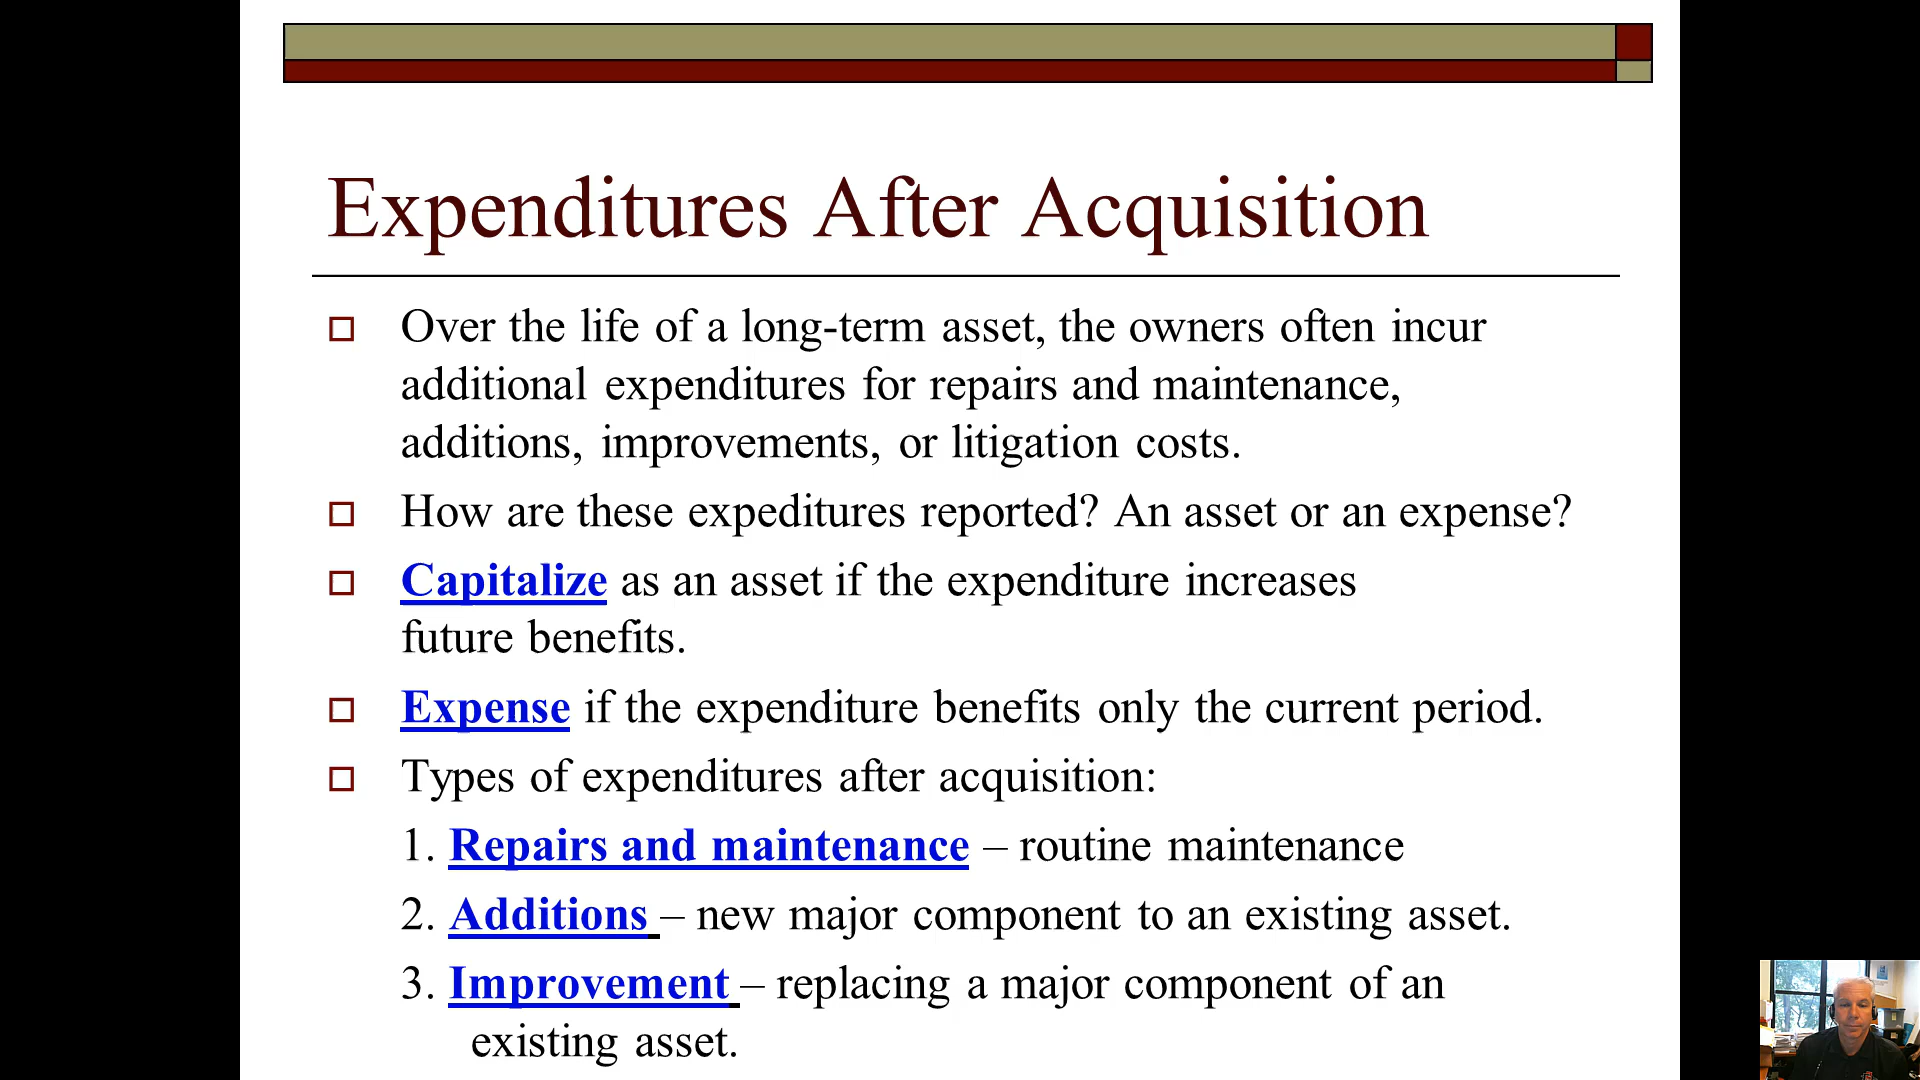 Expenditures After Acquisition
Over the life of a long-term asset, the owners often incur
additional expenditures for repairs and maintenance,
additions, improvements, or litigation costs.
How are these expeditures reported? An asset or an expense?
Capitalize as an asset if the expenditure increases
future benefits.
Expense if the expenditure benefits only the current period.
Types of expenditures after acquisition:
1. Repairs and maintenance – routine maintenance
2. Additions – new major component to an existing asset.
3. Improvement – replacing a major component of an
existing asset.